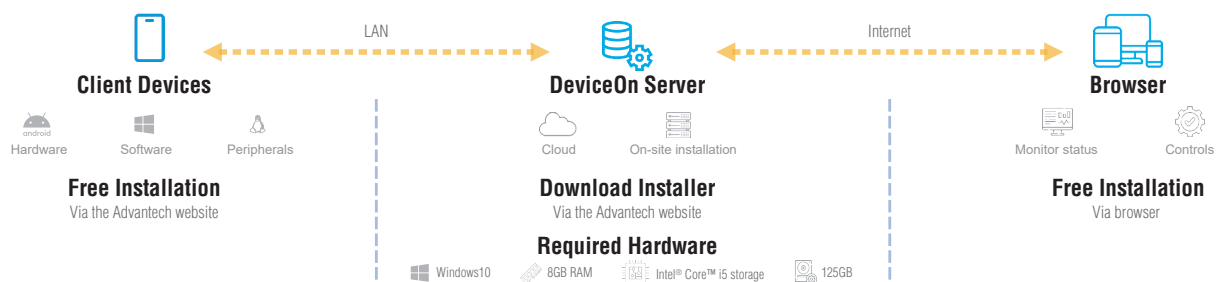 LAN
Internet
Client Devices
DeviceOn Server
Browser
android
Hardware
Software
Peripherals
Cloud
On-site installation
Monitor status
Controls
Free Installation
Via the Advantech website
Download Installer
Via the Advantech website
Free Installation
Via browser
Required Hardware
Windows10
8GB RAM
Intel® Core™ i5 storage
125GB